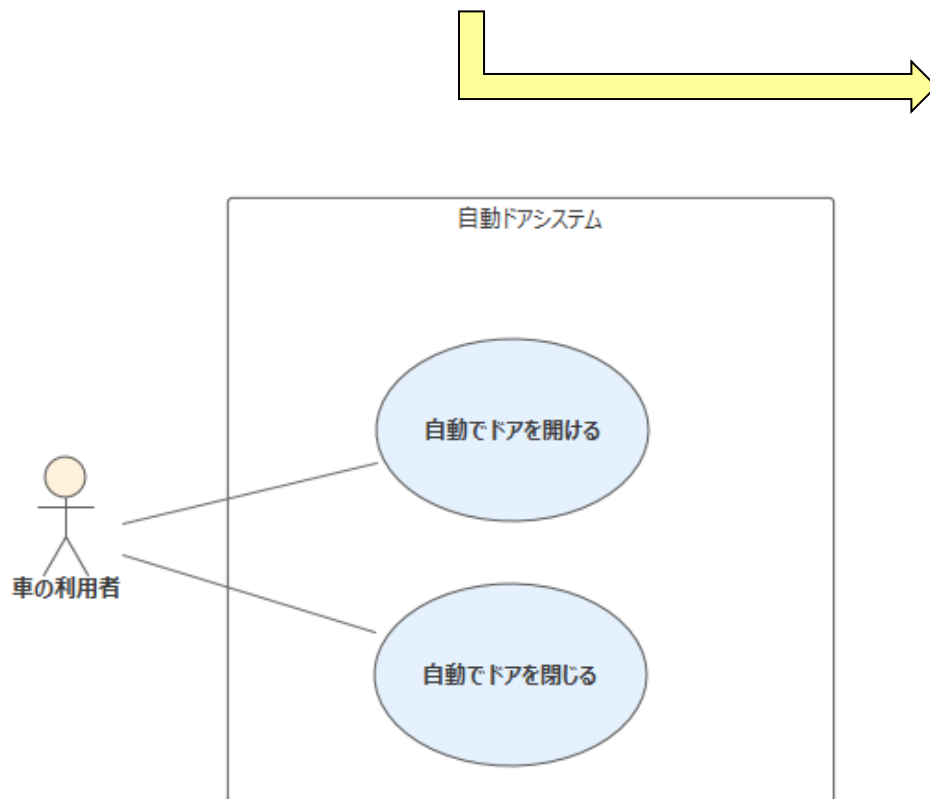 自動ドアシステム
自動でドアを開ける
車の利用者
自動でドアを閉じる